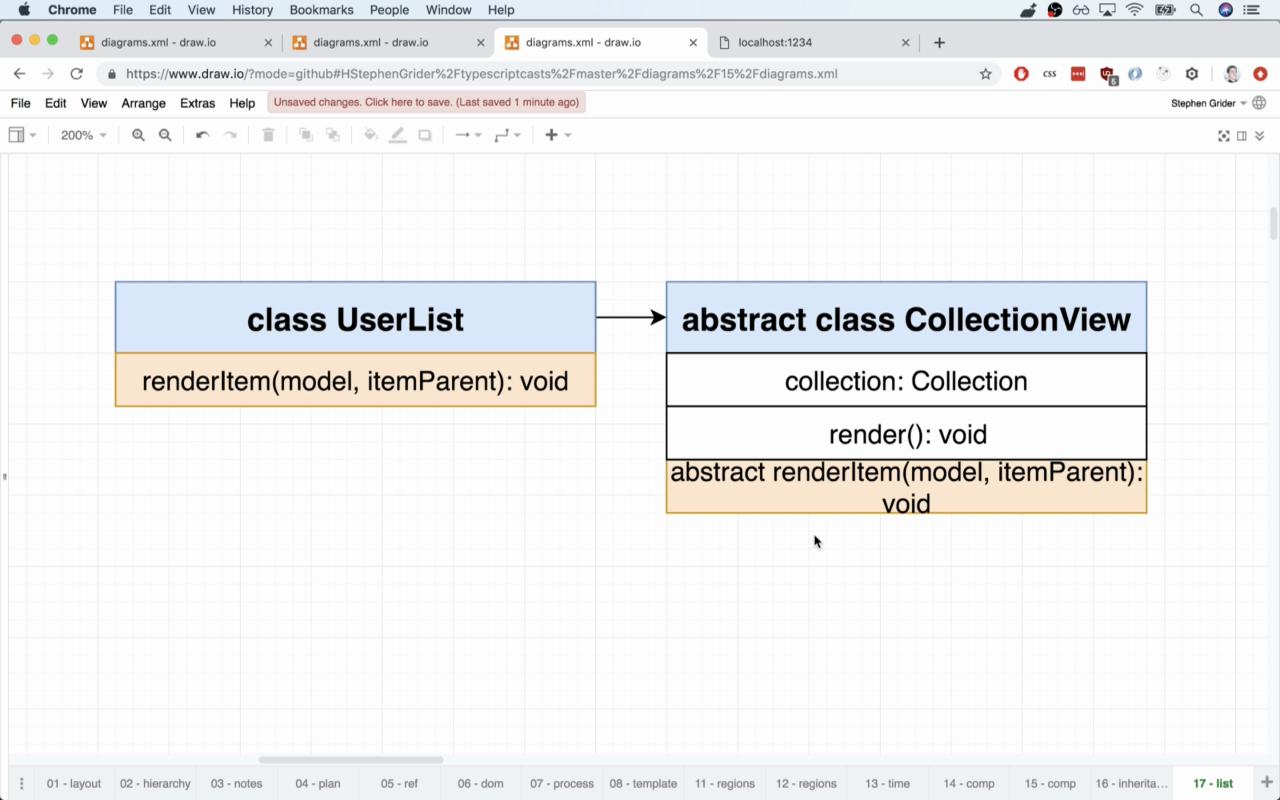 Chrome File Edit View History Bookmarks People Window Help
diagrams.xml - draw.io
diagrams.xml - draw.io
diagrams.xml - draw.io
localhost:1234
https://www.draw.io/?mode=github#HStephenGrider%2Ftypescriptcasts%2Fmaster%2Fdiagrams%2F15%2Fdiagrams.xml
CSS
5
File Edit View Arrange Extras Help Unsaved changes. Click here to save. (Last saved 1 minute ago) Stephen Grider
200%
class UserList
renderItem(model, itemParent): void
abstract class CollectionView
collection: Collection
render(): void
abstract renderItem(model, itemParent):
void
01 - layout 02 - hierarchy 03 - notes 04 - plan 05 - ref 06 - dom 07 - process 08 - template 11 - regions 12 - regions 13 - time 14 - comp 15 - comp 16 - inherita... 17 - list